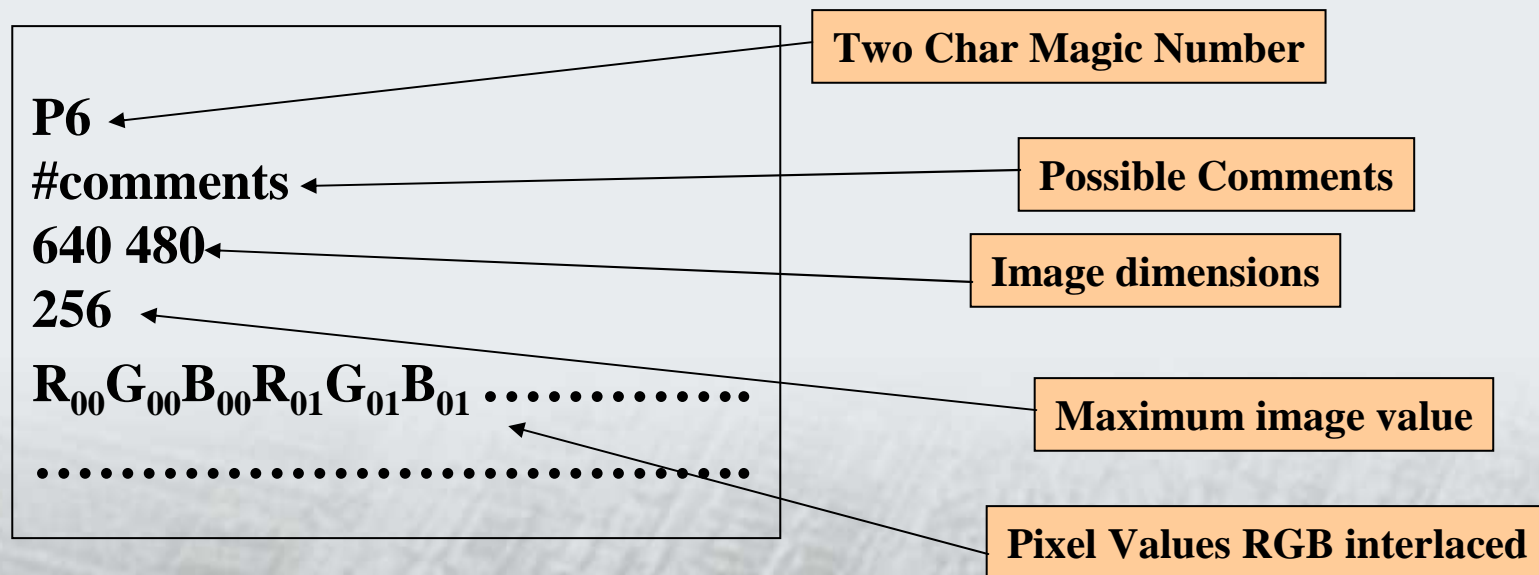 Two Char Magic Number
P6
#comments
Possible Comments
640 480
Image dimensions
256
R₀₀G₀₀B₀₀R₀₁G₀₁B₀₁.............
Maximum image value
..................................
Pixel Values RGB interlaced